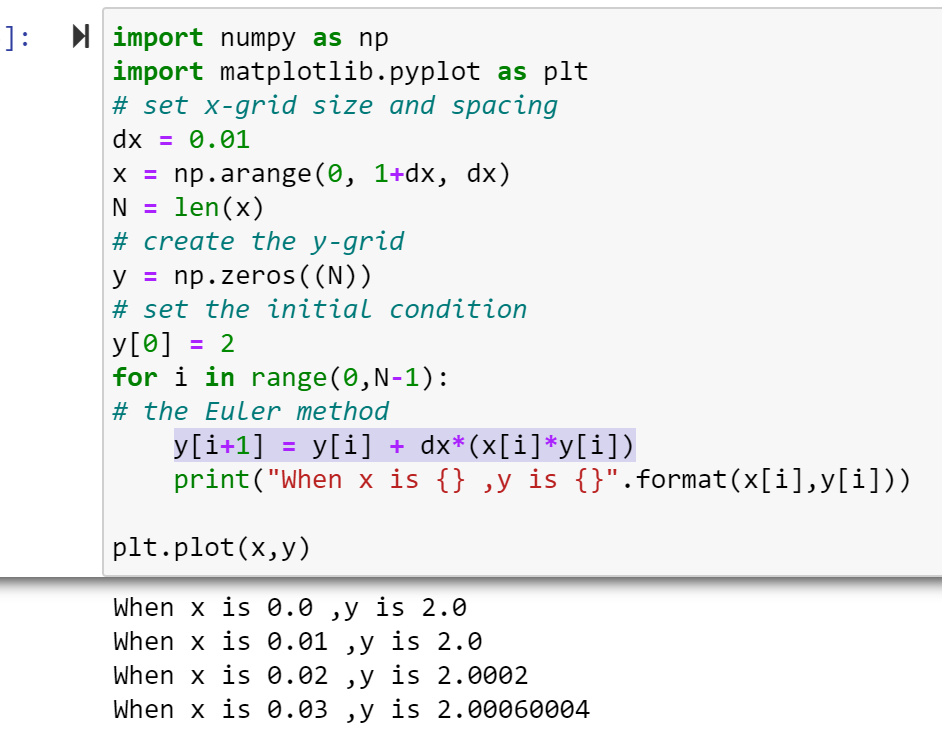 ]: import numpy as np
import matplotlib.pyplot as plt
# set x-grid size and spacing
dx = 0.01
x = np.arange(0, 1+dx, dx)
N = len(x)
# create the y-grid
y = np.zeros((N))
# set the initial condition
y[0] = 2
for i in range(0,N-1):
# the Euler method
    y[i+1] = y[i] + dx*(x[i]*y[i])
    print("When x is {} ,y is {}".format(x[i],y[i]))
plt.plot(x,y)
When x is 0.0 ,y is 2.0
When x is 0.01 ,y is 2.0
When x is 0.02 ,y is 2.0002
When x is 0.03 ,y is 2.00060004